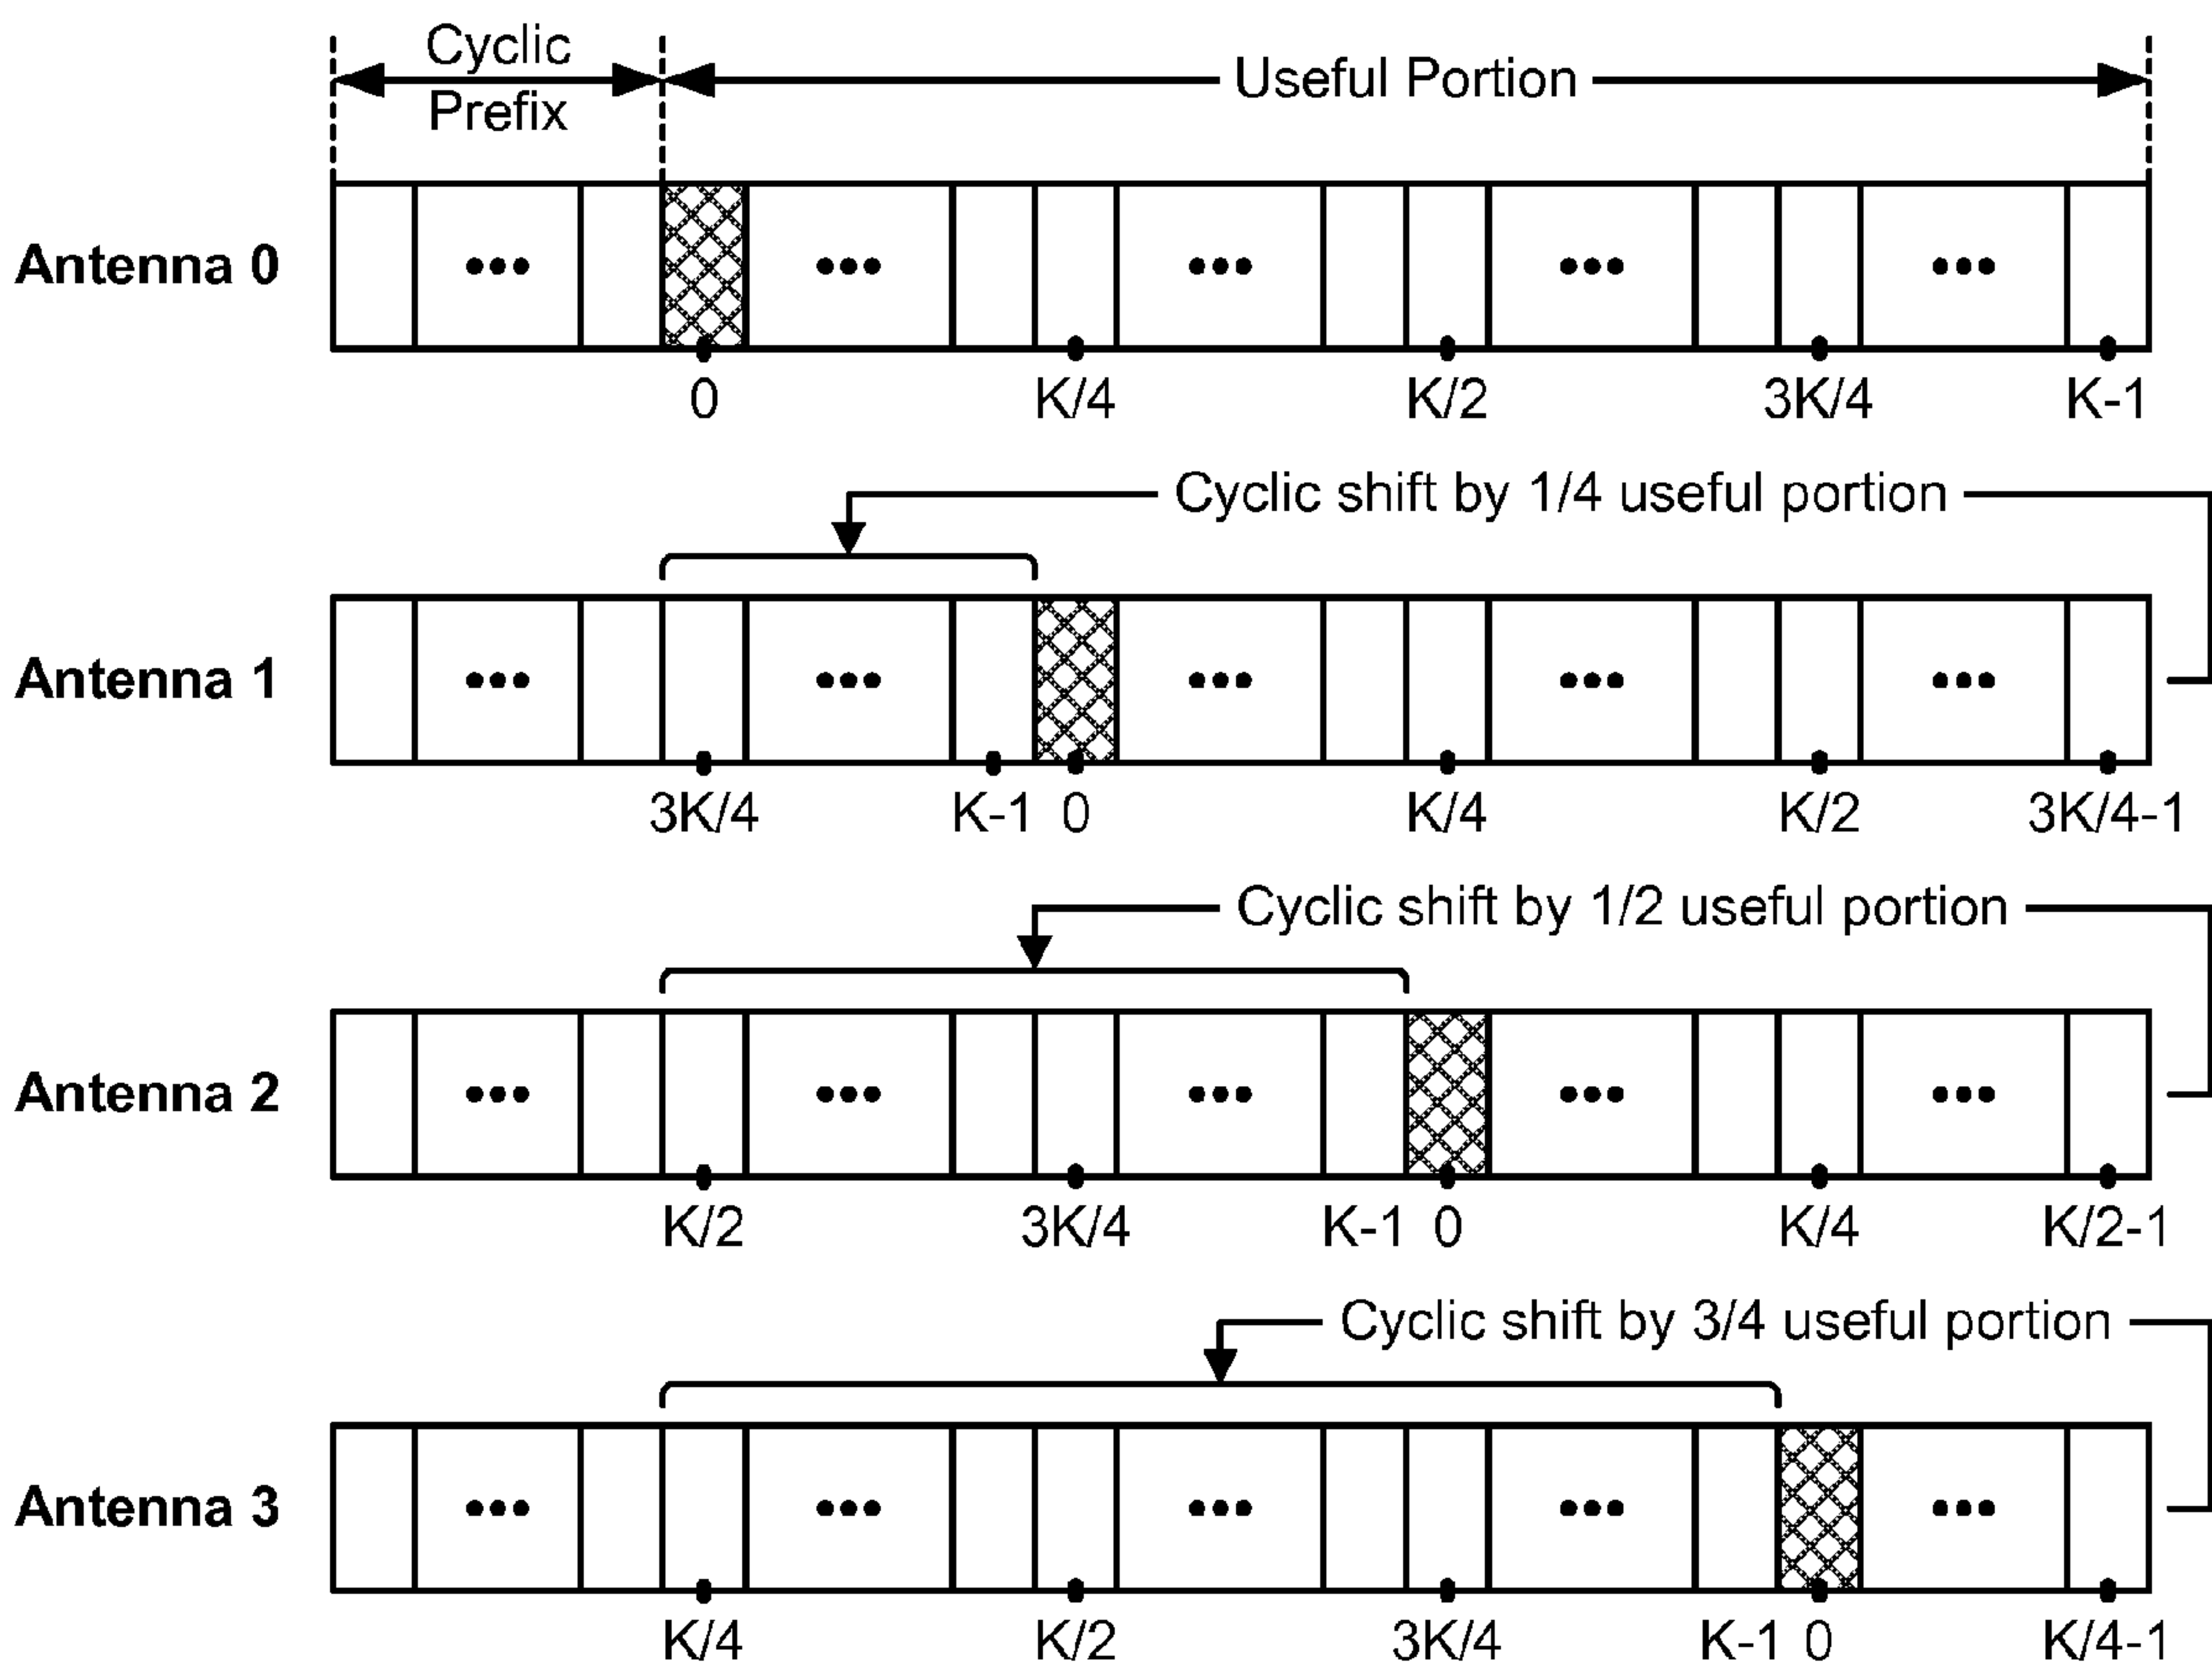 Cyclic
Prefix
Useful Portion
Antenna 0
0 K/4 K/2 3K/4 K-1
Cyclic shift by 1/4 useful portion
Antenna 1
3K/4 K-1 0 K/4 K/2 3K/4-1
Cyclic shift by 1/2 useful portion
Antenna 2
K/2 3K/4 K-1 0 K/4 K/2-1
Cyclic shift by 3/4 useful portion
Antenna 3
K/4 K/2 3K/4 K-1 0 K/4-1